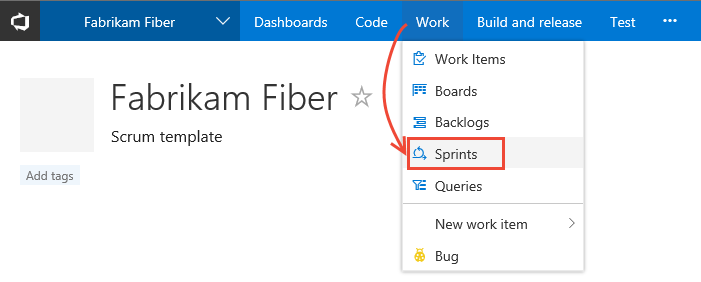 Fabrikam Fiber Dashboards Code Work Build and release Test ···
Work Items
Boards
Backlogs
Sprints
Queries
New work item
Bug
Fabrikam Fiber
Scrum template
Add tags